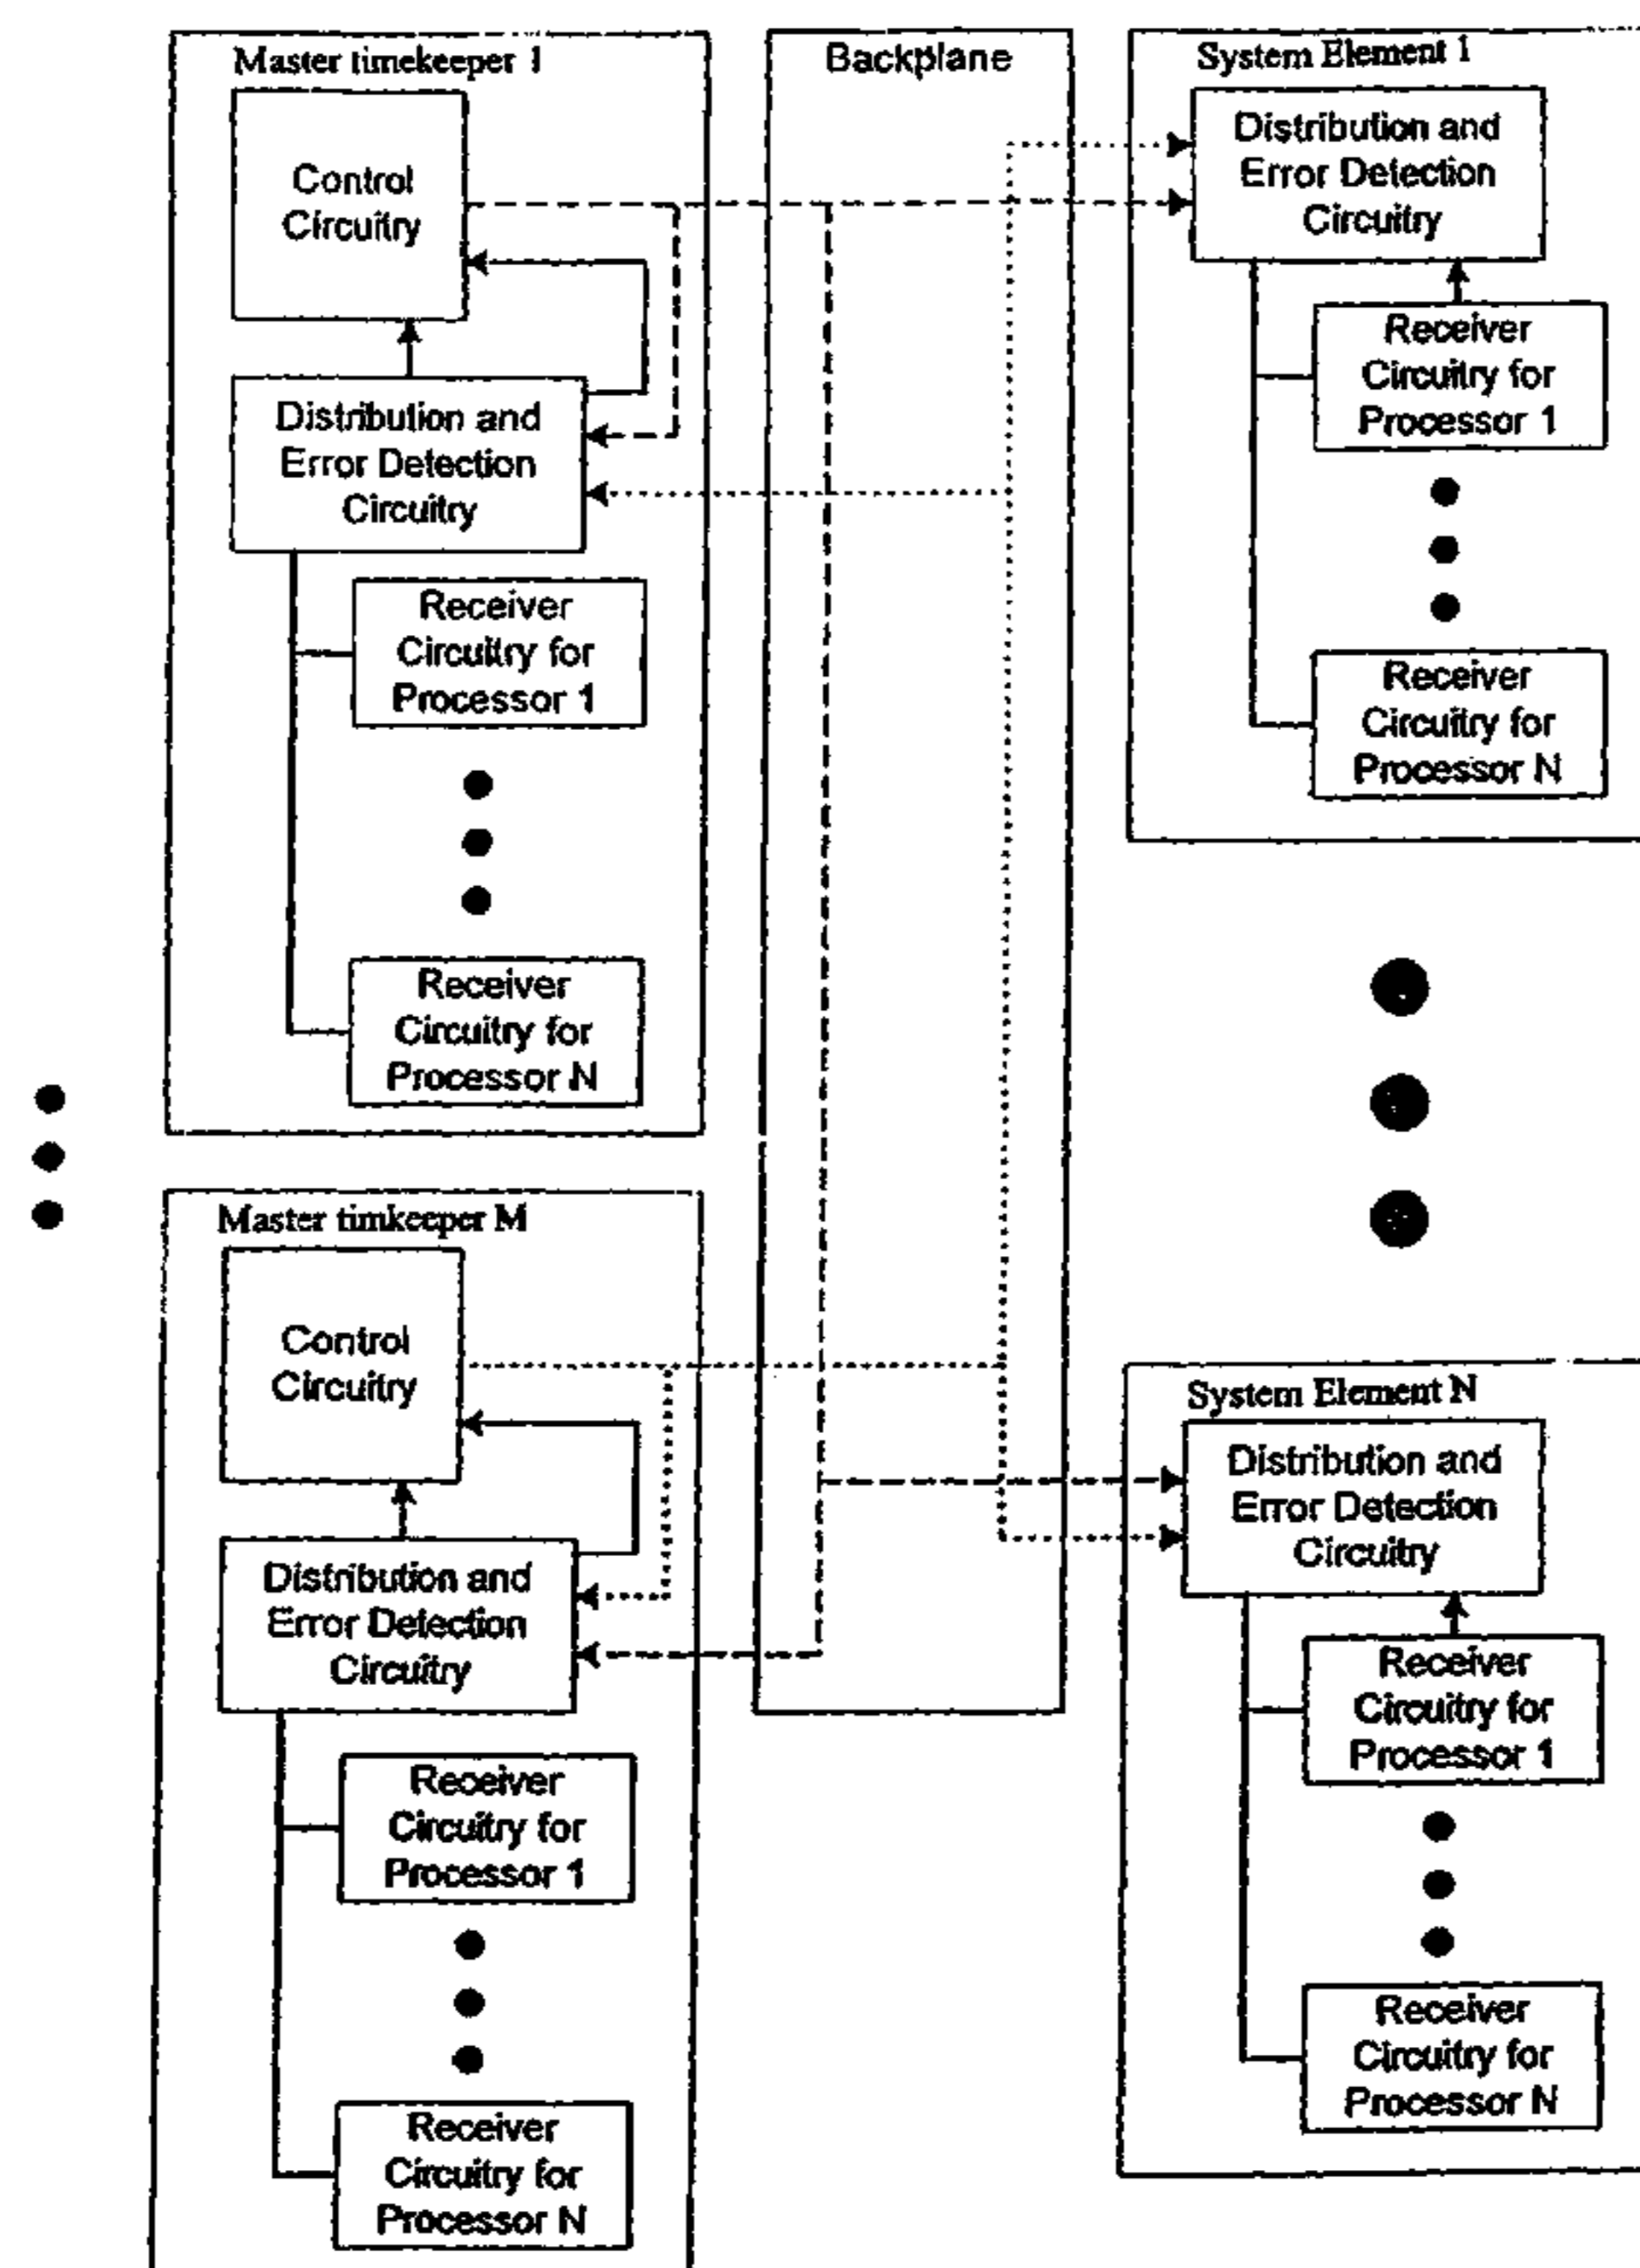 Master timekeeper 1
Control
Circuitry
Distribution and
Error Detection
Circuitry
Receiver
Circuitry for
Processor 1
Receiver
Circuitry for
Processor N
Master timkeeper M
Control
Circuitry
Distribution and
Error Detection
Circuitry
Receiver
Circuitry for
Processor 1
Receiver
Circuitry for
Processor N
Backplane
System Element 1
Distribution and
Error Detection
Circuitry
Receiver
Circuitry for
Processor 1
Receiver
Circuitry for
Processor N
System Element N
Distribution and
Error Detection
Circuitry
Receiver
Circuitry for
Processor 1
Receiver
Circuitry for
Processor N